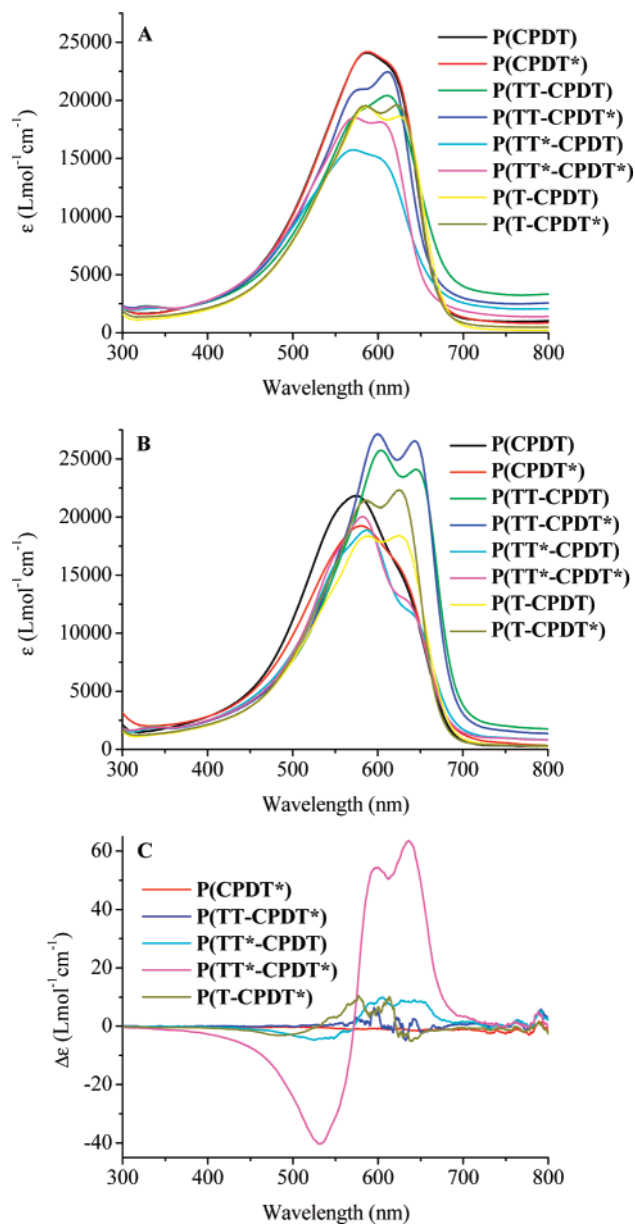 A
P(CPDT)
P(CPDT*)
P(TT-CPDT)
P(TT-CPDT*)
P(TT*-CPDT)
P(TT*-CPDT*)
P(T-CPDT)
P(T-CPDT*)
ε (Lmol⁻¹cm⁻¹)
25000
20000
15000
10000
5000
0
300 400 500 600 700 800
Wavelength (nm)
B
P(CPDT)
P(CPDT*)
P(TT-CPDT)
P(TT-CPDT*)
P(TT*-CPDT)
P(TT*-CPDT*)
P(T-CPDT)
P(T-CPDT*)
ε (Lmol⁻¹cm⁻¹)
25000
20000
15000
10000
5000
0
300 400 500 600 700 800
Wavelength (nm)
C
P(CPDT*)
P(TT-CPDT*)
P(TT*-CPDT)
P(TT*-CPDT*)
P(T-CPDT*)
Δε (Lmol⁻¹cm⁻¹)
60
40
20
0
-20
-40
300 400 500 600 700 800
Wavelength (nm)